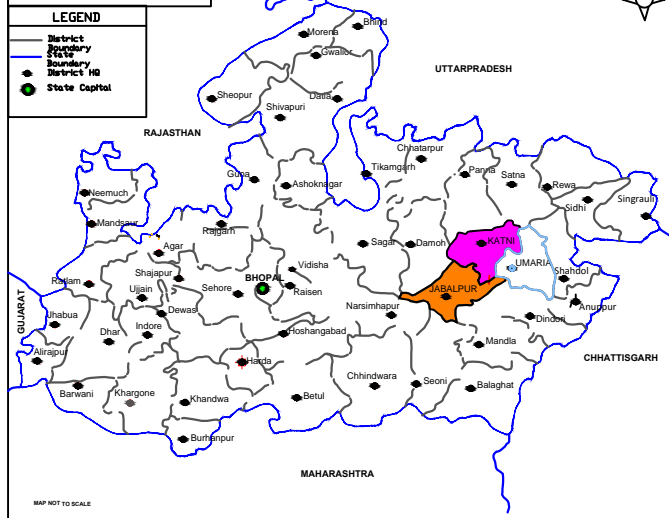 LEGEND
District
Boundary
State
Boundary
District HQ
State Capital
Bhind
Morena
Gwalior
UTTARPRADESH
Sheopur
Datia
Shivapuri
RAJASTHAN
Chhatarpur
Tikamgarh
Panna
Satna
Guna
Ashoknagar
Rewa
Neemuch
Singrauli
Sidhi
Mandsaur
Rajgarh
Sagar
Damoh
KATNI
Agar
UMARIA
Vidisha
Shajapur
BHOPAL
Shahdol
Ratlam
Ujjain
Sehore
Raisen
JABALPUR
Anuppur
Dewas
Narsimhapur
GUJARAT
Jhabua
Dindori
Indore
Hoshangabad
Dhar
Mandla
Alirajpur
Harda
CHHATTISGARH
Chhindwara
Seoni
Balaghat
Barwani
Khargone
Khandwa
Betul
Burhanpur
MAHARASHTRA
MAP NOT TO SCALE